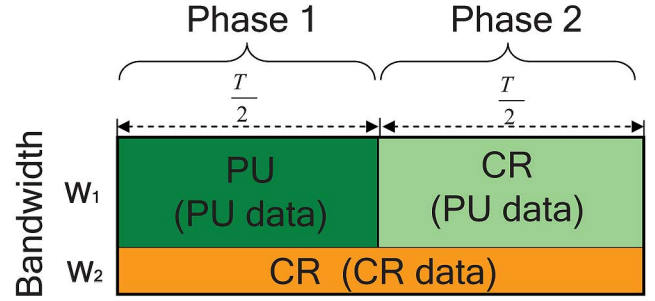 Phase 1 Phase 2
T/2 T/2
Bandwidth
W₁
PU
(PU data)
CR
(PU data)
W₂
CR (CR data)